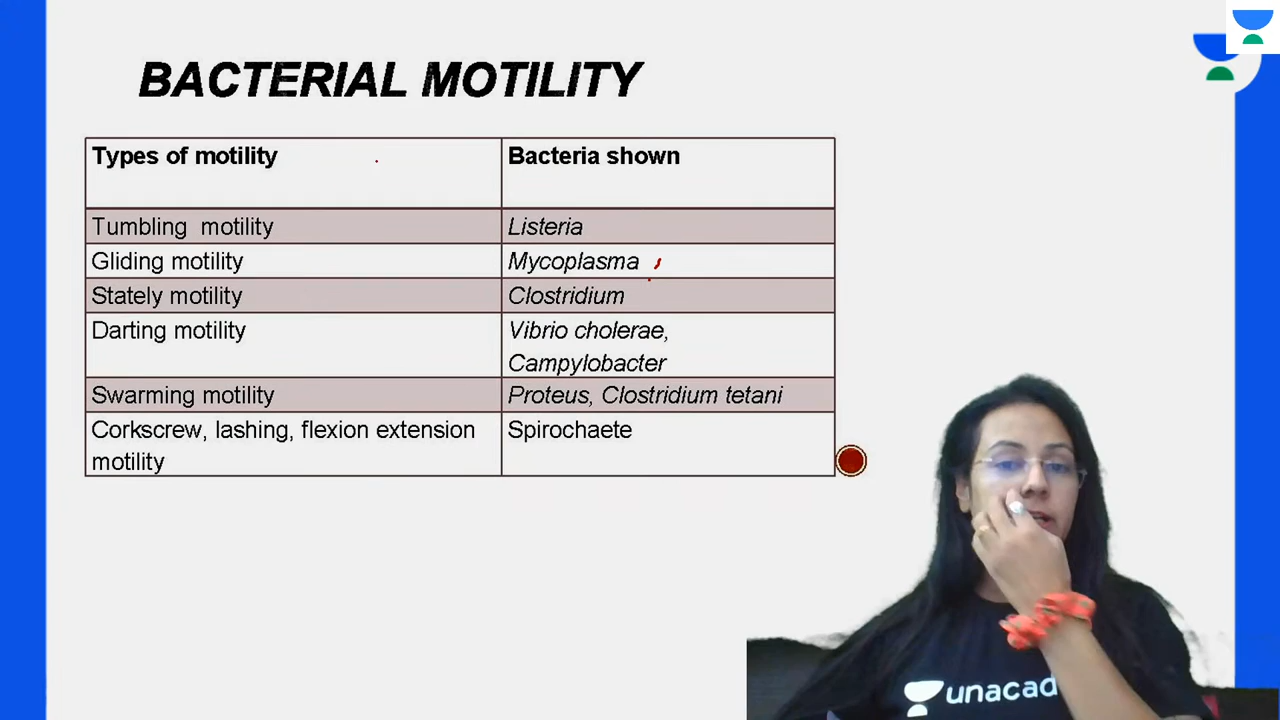 BACTERIAL MOTILITY
Types of motility Bacteria shown
Tumbling motility Listeria
Gliding motility Mycoplasma
Stately motility Clostridium
Darting motility Vibrio cholerae,
Campylobacter
Swarming motility Proteus, Clostridium tetani
Corkscrew, lashing, flexion extension Spirochaete
motility
unacad